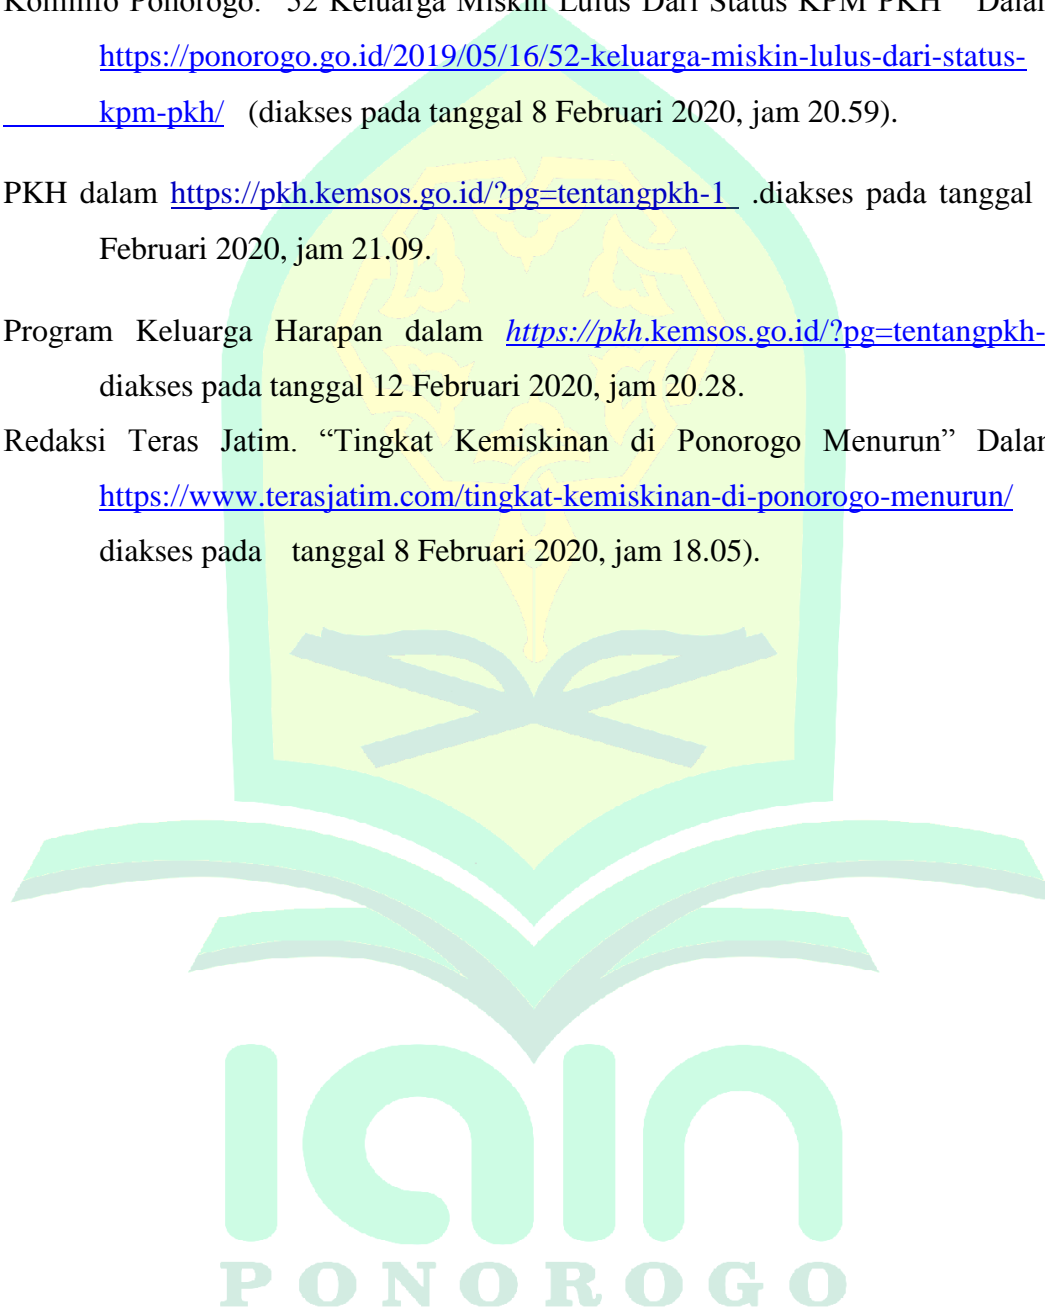 Kominfo Ponorogo. "52 Keluarga Miskin Lulus Dari Status KPM PKH" Dalam
https://ponorogo.go.id/2019/05/16/52-keluarga-miskin-lulus-dari-status-
kpm-pkh/ (diakses pada tanggal 8 Februari 2020, jam 20.59).
PKH dalam https://pkh.kemsos.go.id/?pg=tentangpkh-1 .diakses pada tanggal
Februari 2020, jam 21.09.
Program Keluarga Harapan dalam https://pkh.kemsos.go.id/?pg=tentangpkh-
diakses pada tanggal 12 Februari 2020, jam 20.28.
Redaksi Teras Jatim. “Tingkat Kemiskinan di Ponorogo Menurun” Dalam
https://www.terasjatim.com/tingkat-kemiskinan-di-ponorogo-menurun/
diakses pada tanggal 8 Februari 2020, jam 18.05).
iain
PONOROGO